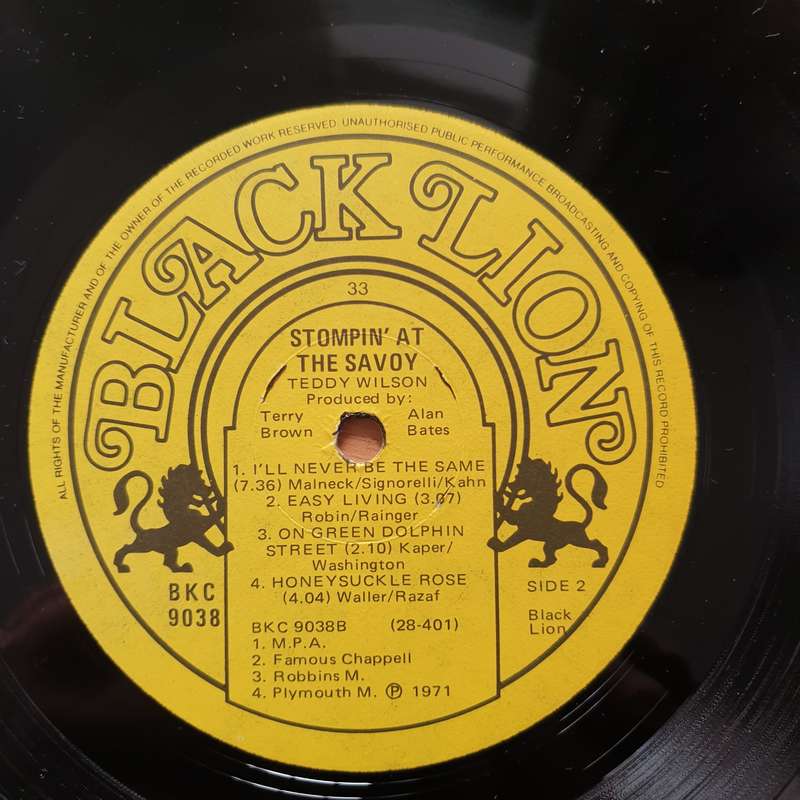 ALL RIGHTS OF THE MANUFACTURER AND OF THE OWNER OF THE RECORDED WORK RESERVED. UNAUTHORISED PUBLIC PERFORMANCE BROADCASTING AND COPYING OF THIS RECORD PROHIBITED
BLACK LION
33
STOMPIN' AT
THE SAVOY
TEDDY WILSON
Produced by:
Terry Alan
Brown Bates
1. I'LL NEVER BE THE SAME
(7.36) Malneck/Signorelli/Kahn
2. EASY LIVING (3.07)
Robin/Rainger
3. ON GREEN DOLPHIN
STREET (2.10) Kaper/
Washington
4. HONEYSUCKLE ROSE
(4.04) Waller/Razaf
BKC
9038
SIDE 2
Black
Lion
BKC 9038B (28-401)
1. M.P.A.
2. Famous Chappell
3. Robbins M.
4. Plymouth M. ℗ 1971